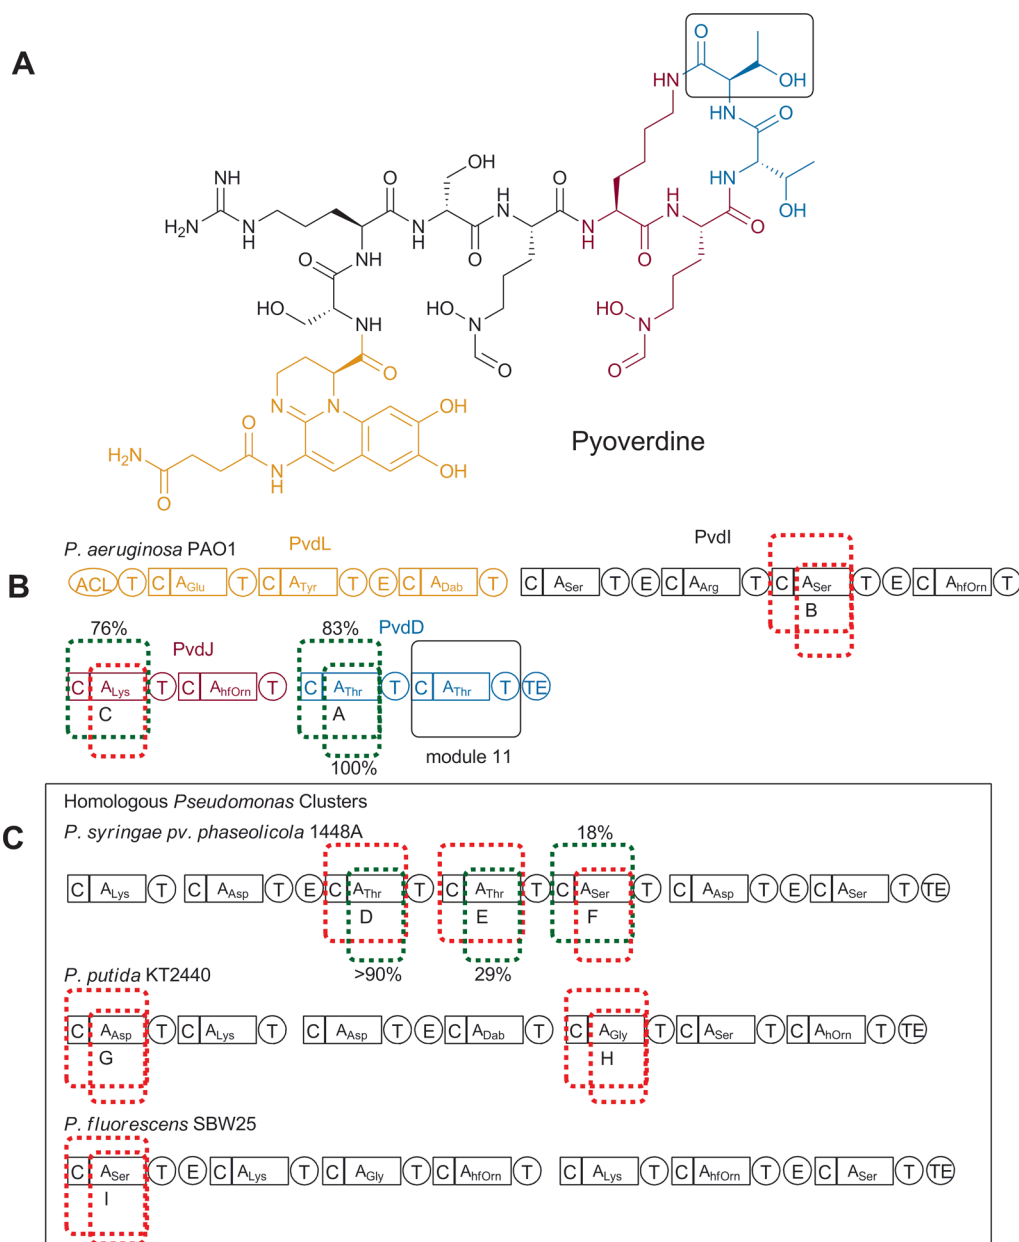 A
O
HN
OH
HN
O
HN
OH
O
NH
H2N
N
H
O
OH
N
H
O
H
N
O
N
H
O
H
N
O
NH
HO
N
O
HO
N
O
O
HO
NH
O
N
N
OH
OH
O
H2N
O
N
H
Pyoverdine
B
P. aeruginosa PAO1
PvdL
PvdI
ACL T C AGlu T C ATyr T E C ADab T C ASer T E C AArg T C ASer T E C AhfOrn T
B
76%
PvdJ
83%
PvdD
C ALys T C AhfOrn T C AThr T C AThr T TE
C
A
100%
module 11
C
Homologous Pseudomonas Clusters
P. syringae pv. phaseolicola 1448A
18%
C ALys T C AAsp T E C AThr T C AThr T C ASer T C AAsp T E C ASer T TE
D
E
F
>90%
29%
P. putida KT2440
C AAsp T C ALys T C AAsp T E C ADab T C AGly T C ASer T C AhOrn T TE
G
H
P. fluorescens SBW25
C ASer T E C ALys T C AGly T C AhfOrn T C ALys T C AhfOrn T E C ASer T TE
I